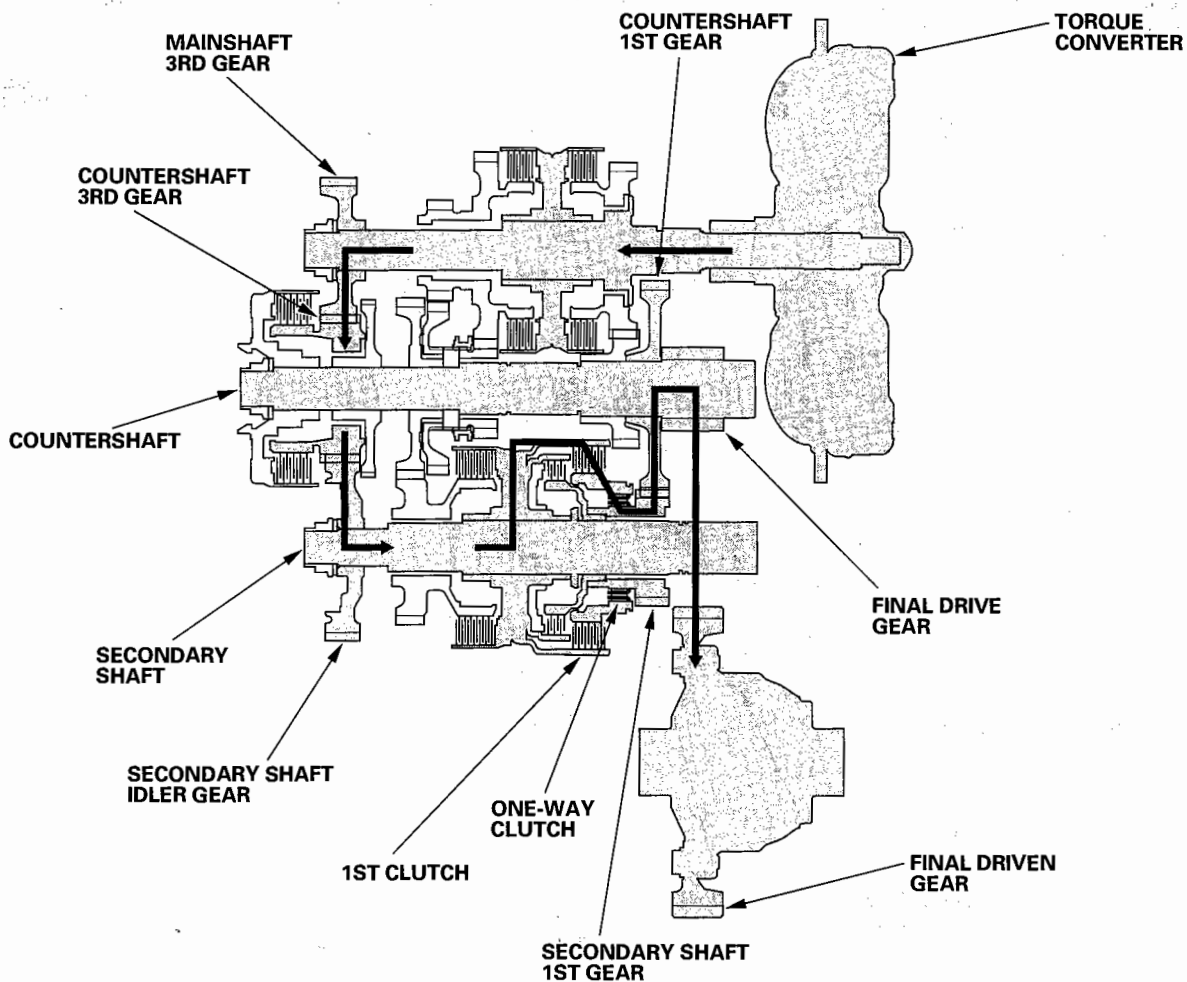 MAINSHAFT
3RD GEAR
COUNTERSHAFT
1ST GEAR
TORQUE
CONVERTER
COUNTERSHAFT
3RD GEAR
COUNTERSHAFT
FINAL DRIVE
GEAR
SECONDARY
SHAFT
SECONDARY SHAFT
IDLER GEAR
ONE-WAY
CLUTCH
1ST CLUTCH
FINAL DRIVEN
GEAR
SECONDARY SHAFT
1ST GEAR